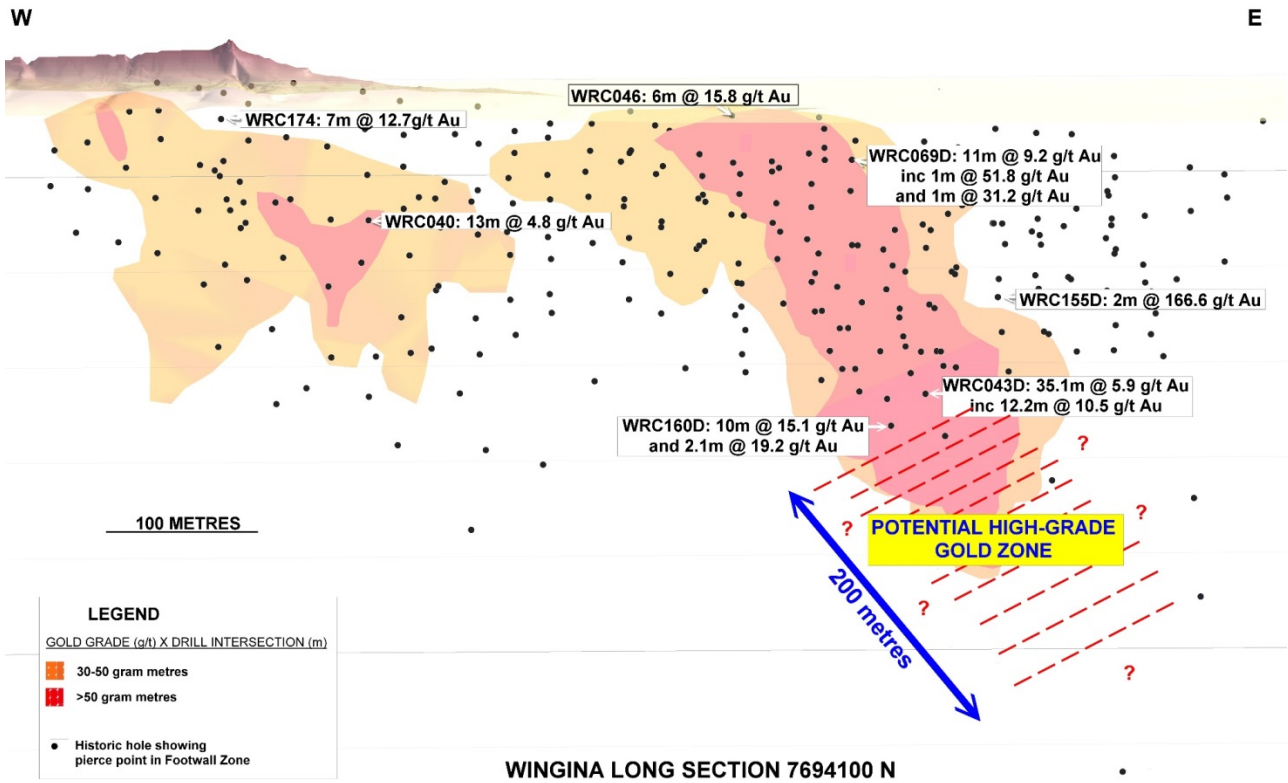 W
E
WRC046: 6m @ 15.8 g/t Au
WRC174: 7m @ 12.7g/t Au
WRC069D: 11m @ 9.2 g/t Au
inc 1m @ 51.8 g/t Au
and 1m @ 31.2 g/t Au
WRC040: 13m @ 4.8 g/t Au
WRC155D: 2m @ 166.6 g/t Au
WRC043D: 35.1m @ 5.9 g/t Au
inc 12.2m @ 10.5 g/t Au
WRC160D: 10m @ 15.1 g/t Au
and 2.1m @ 19.2 g/t Au
?
?
?
100 METRES
POTENTIAL HIGH-GRADE
GOLD ZONE
200 metres
?
?
LEGEND
GOLD GRADE (g/t) X DRILL INTERSECTION (m)
30-50 gram metres
>50 gram metres
Historic hole showing
pierce point in Footwall Zone
WINGINA LONG SECTION 7694100 N